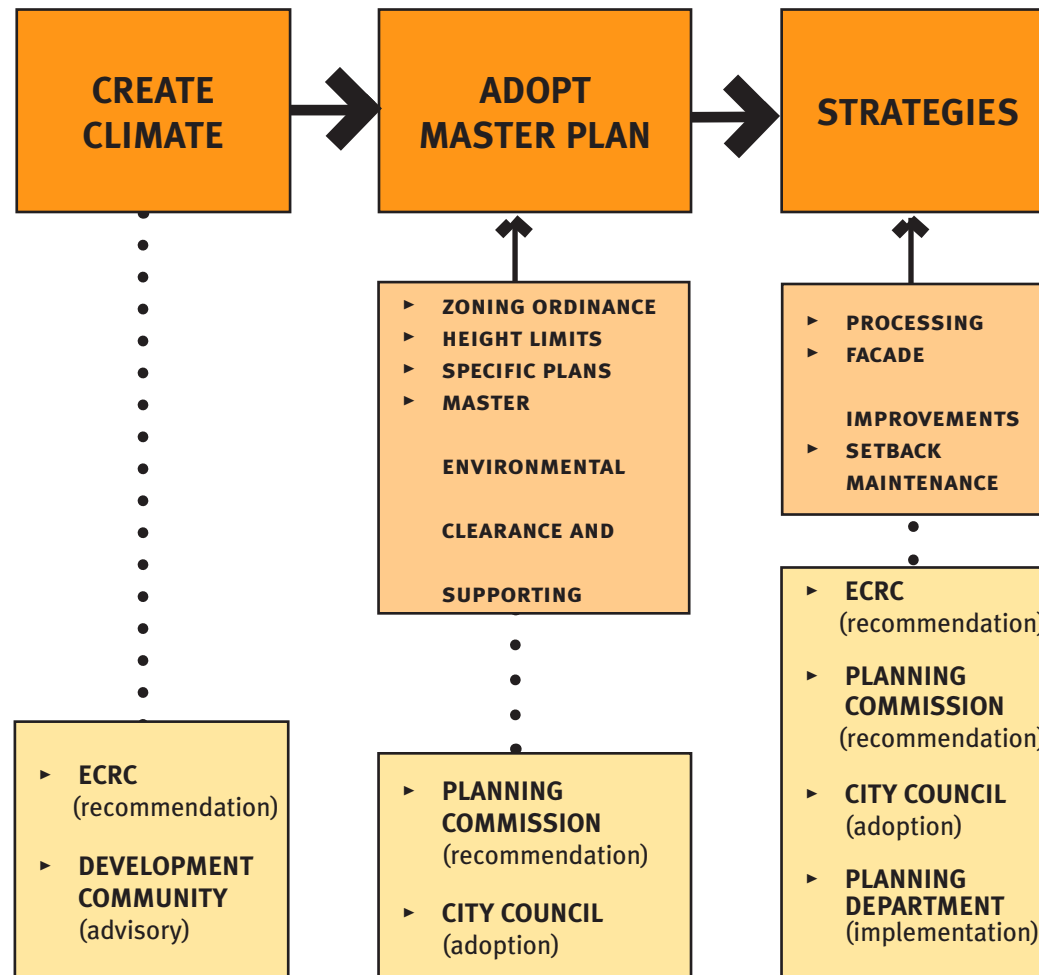 CREATE
CLIMATE
ADOPT
MASTER PLAN
STRATEGIES
► ZONING ORDINANCE
► HEIGHT LIMITS
► SPECIFIC PLANS
► MASTER
ENVIRONMENTAL
CLEARANCE AND
SUPPORTING
► PROCESSING
► FACADE
IMPROVEMENTS
► SETBACK
MAINTENANCE
► ECRC
(recommendation)
► DEVELOPMENT
COMMUNITY
(advisory)
► PLANNING
COMMISSION
(recommendation)
► CITY COUNCIL
(adoption)
► ECRC
(recommendation)
► PLANNING
COMMISSION
(recommendation)
► CITY COUNCIL
(adoption)
► PLANNING
DEPARTMENT
(implementation)